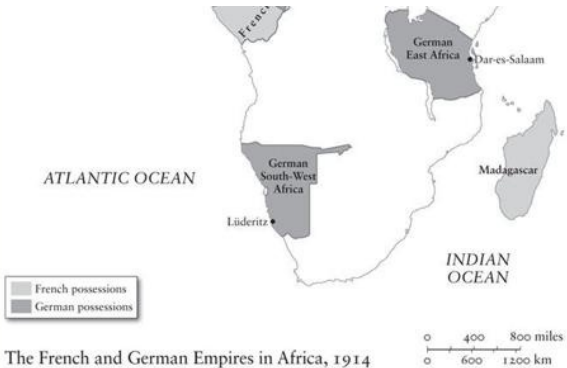 French
German
East Africa
Dar-es-Salaam
Madagascar
German
South-West
Africa
ATLANTIC OCEAN
Lüderitz
INDIAN
OCEAN
French possessions
German possessions
0 400 800 miles
0 600 1200 km
The French and German Empires in Africa, 1914